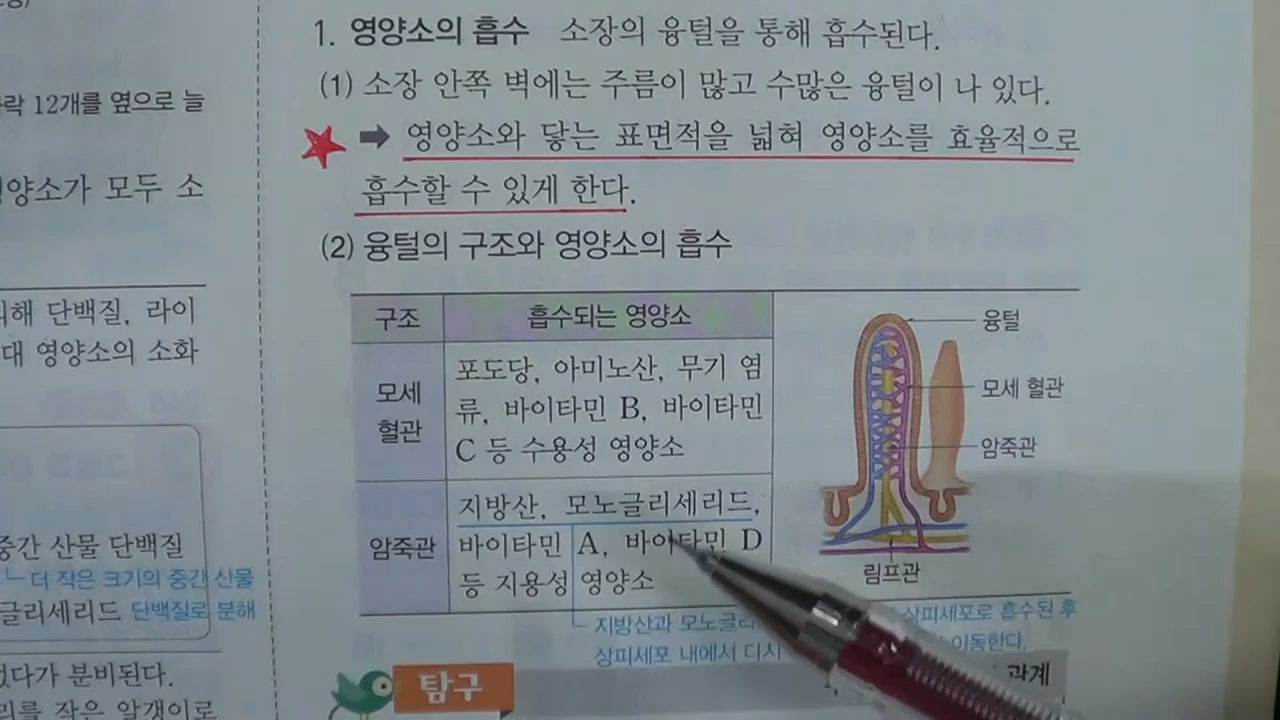 락 12개를 옆으로 늘
영양소가 모두 소
의해 단백질, 라이
대 영양소의 소화
중간 산물 단백질
더 작은 크기의 중간 산물
글리세리드 단백질로 분해
없다가 분비된다.
리를 작은 알갱이로
1. 영양소의 흡수 소장의 융털을 통해 흡수된다.
(1) 소장 안쪽 벽에는 주름이 많고 수많은 융털이 나 있다.
➡ 영양소와 닿는 표면적을 넓혀 영양소를 효율적으로
흡수할 수 있게 한다.
(2) 융털의 구조와 영양소의 흡수
구조 흡수되는 영양소
모세
혈관
포도당, 아미노산, 무기 염
류, 바이타민 B, 바이타민
C 등 수용성 영양소
암죽관
지방산, 모노글리세리드,
바이타민 A, 바이타민 D
등 지용성 영양소
융털
모세 혈관
암죽관
림프관
지방산과 모노글리 상피세포로 흡수된 후
상피세포 내에서 다시 이동한다.
탐구 관계